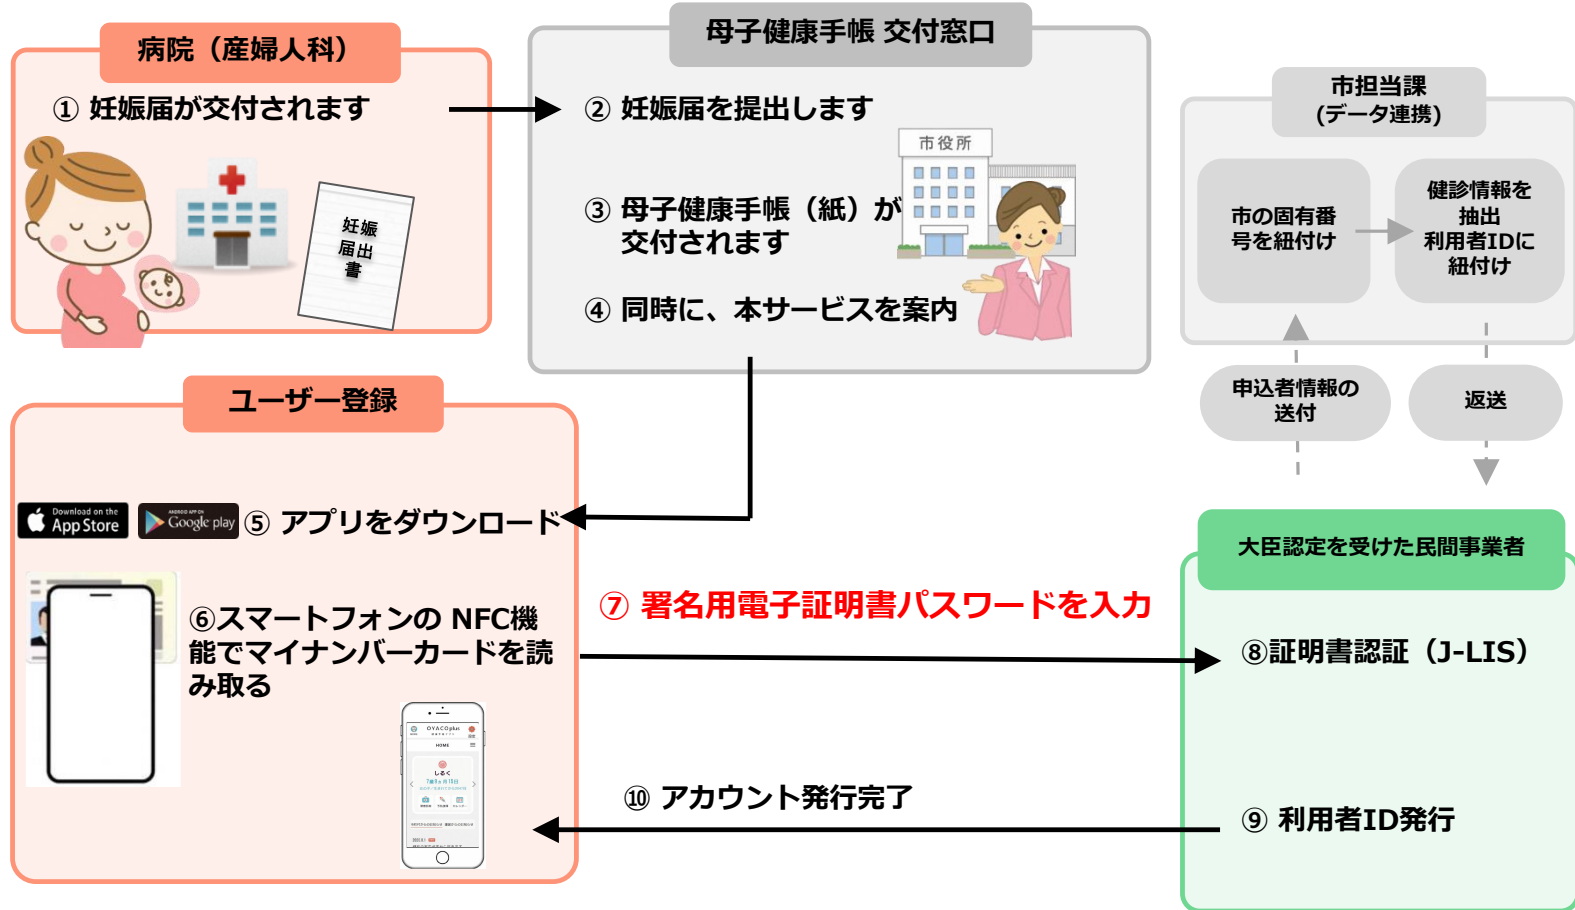 病院（産婦人科）
① 妊娠届が交付されます
妊娠
届出
書
母子健康手帳 交付窓口
② 妊娠届を提出します
市役所
③ 母子健康手帳（紙）が
交付されます
④ 同時に、本サービスを案内
市担当課
(データ連携)
市の固有番
号を紐付け
健診情報を
抽出
利用者IDに
紐付け
申込者情報の
送付
返送
ユーザー登録
Download on the
App Store
ANDROID APP ON
Google play
⑤ アプリをダウンロード
⑥スマートフォンの NFC機
能でマイナンバーカードを読
み取る
OYACOplus
HOME
しるく
⑦ 署名用電子証明書パスワードを入力
大臣認定を受けた民間事業者
⑧証明書認証（J-LIS）
⑨ 利用者ID発行
⑩ アカウント発行完了